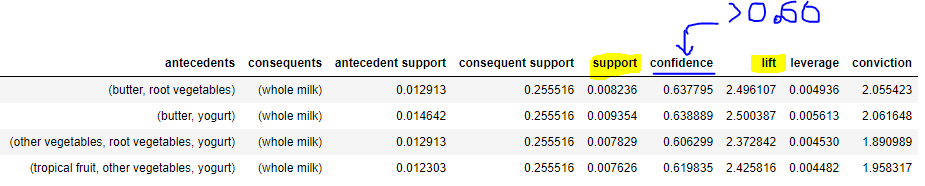 >0.60
antecedents consequents antecedent support consequent support support confidence lift leverage conviction
(butter, root vegetables) (whole milk) 0.012913 0.255516 0.008236 0.637795 2.496107 0.004936 2.055423
(butter, yogurt) (whole milk) 0.014642 0.255516 0.009354 0.638889 2.500387 0.005613 2.061648
(other vegetables, root vegetables, yogurt) (whole milk) 0.012913 0.255516 0.007829 0.606299 2.372842 0.004530 1.890989
(tropical fruit, other vegetables, yogurt) (whole milk) 0.012303 0.255516 0.007626 0.619835 2.425816 0.004482 1.958317